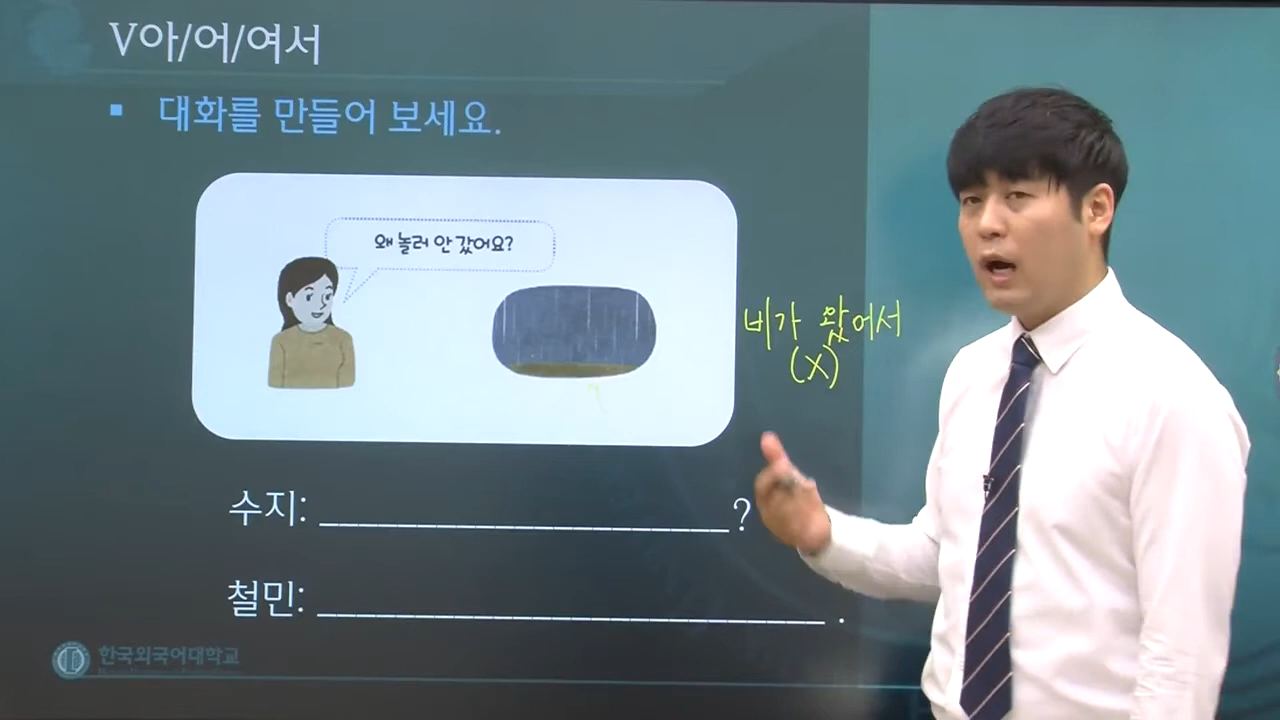 V아/어/여서
▪ 대화를 만들어 보세요.
왜 놀러 안 갔어요?
비가 왔어서
(X)
수지: ____________________?
철민: _________________________.
한국외국어대학교